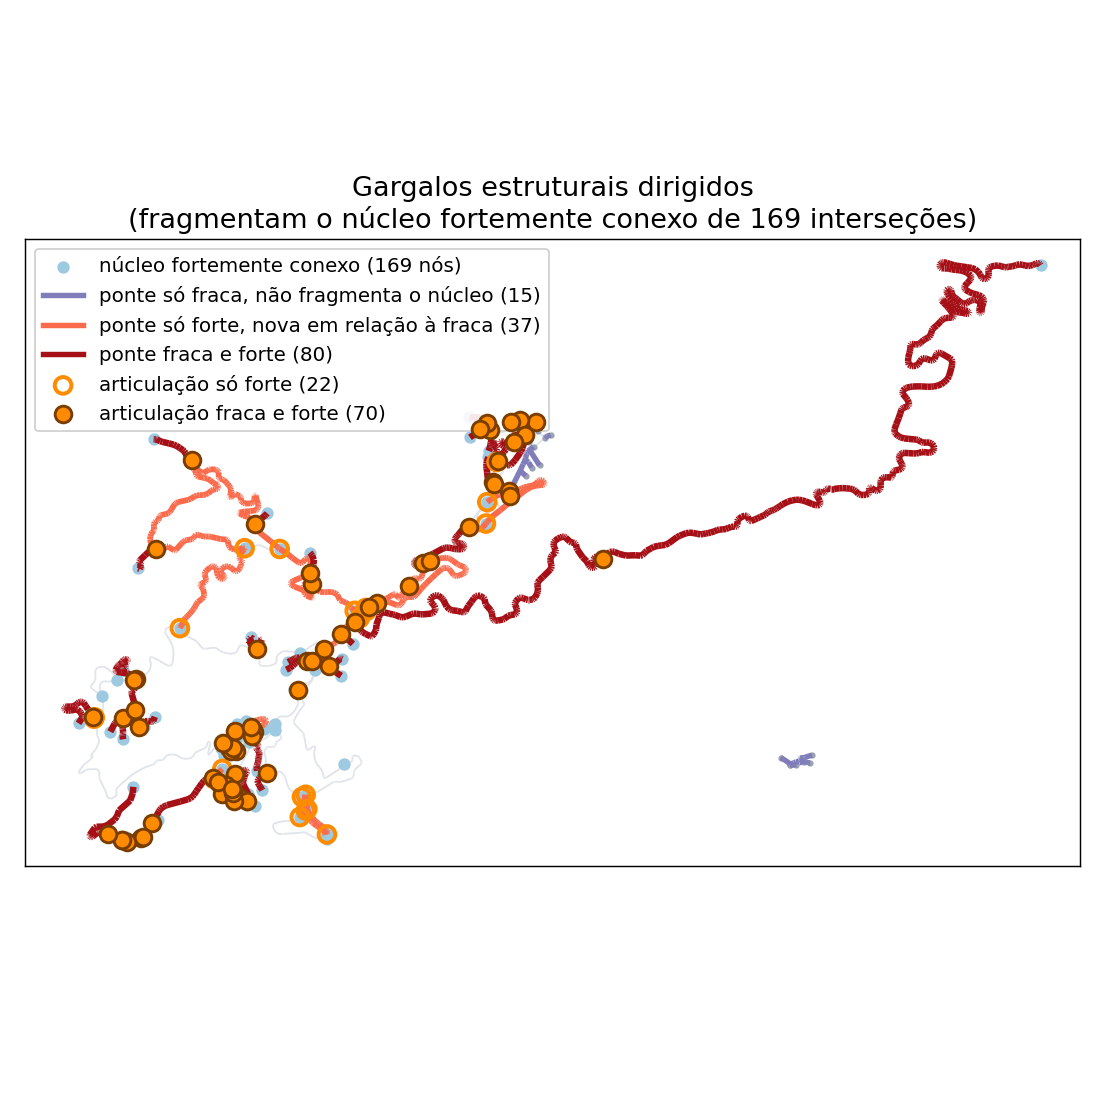 Gargalos estruturais dirigidos
(fragmentam o núcleo fortemente conexo de 169 interseções)
núcleo fortemente conexo (169 nós)
ponte só fraca, não fragmenta o núcleo (15)
ponte só forte, nova em relação à fraca (37)
ponte fraca e forte (80)
articulação só forte (22)
articulação fraca e forte (70)